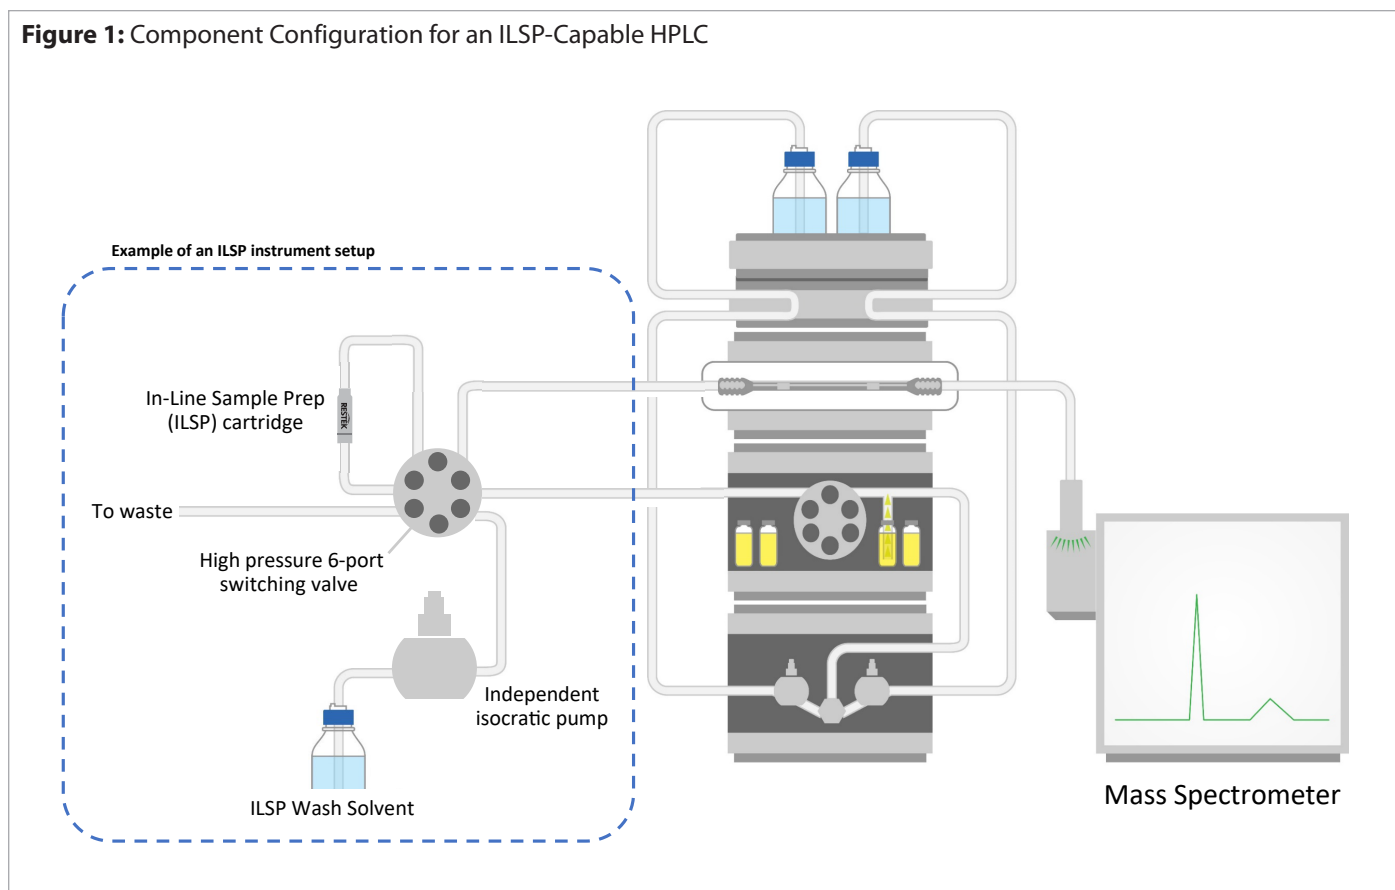 Figure 1: Component Configuration for an ILSP-Capable HPLC
Example of an ILSP instrument setup
In-Line Sample Prep
(ILSP) cartridge
RESTEK
To waste
High pressure 6-port
switching valve
Independent
isocratic pump
ILSP Wash Solvent
Mass Spectrometer